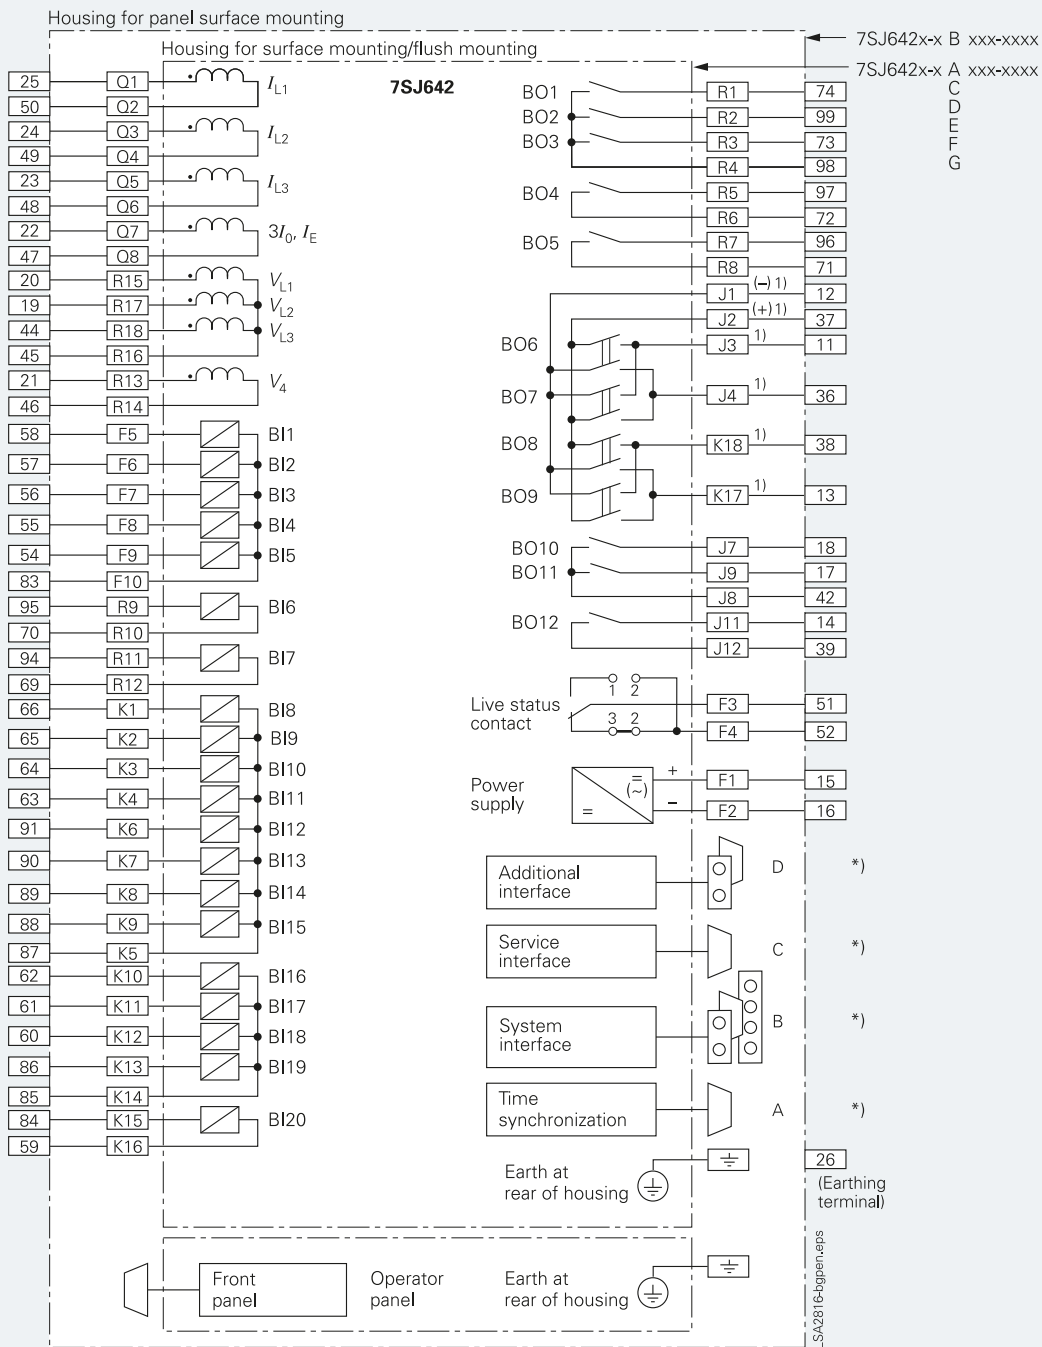 Housing for panel surface mounting
7SJ642x-x B xxx-xxxx
Housing for surface mounting/flush mounting
7SJ642x-x A xxx-xxxx
C
D
E
F
G
7SJ642
25 Q1 I_L1
50 Q2
24 Q3 I_L2
49 Q4
23 Q5 I_L3
48 Q6
22 Q7 3I_0, I_E
47 Q8
20 R15 V_L1
19 R17 V_L2
44 R18 V_L3
45 R16
21 R13 V_4
46 R14
58 F5 BI1
57 F6 BI2
56 F7 BI3
55 F8 BI4
54 F9 BI5
83 F10
95 R9 BI6
70 R10
94 R11 BI7
69 R12
66 K1 BI8
65 K2 BI9
64 K3 BI10
63 K4 BI11
91 K6 BI12
90 K7 BI13
89 K8 BI14
88 K9 BI15
87 K5
62 K10 BI16
61 K11 BI17
60 K12 BI18
86 K13 BI19
85 K14
84 K15 BI20
59 K16
BO1 R1 74
BO2 R2 99
BO3 R3 73
R4 98
BO4 R5 97
R6 72
BO5 R7 96
R8 71
J1 (–) 1) 12
J2 (+) 1) 37
BO6 J3 1) 11
BO7 J4 1) 36
BO8 K18 1) 38
BO9 K17 1) 13
BO10 J7 18
BO11 J9 17
J8 42
BO12 J11 14
J12 39
1 2
Live status
contact
3 2
F3 51
F4 52
Power
supply
= (~) =
+ F1 15
– F2 16
Additional
interface
D *)
Service
interface
C *)
System
interface
B *)
Time
synchronization
A *)
Earth at
rear of housing
26
(Earthing
terminal)
Front
panel
Operator
panel
Earth at
rear of housing
LSA2816-bgpen.eps